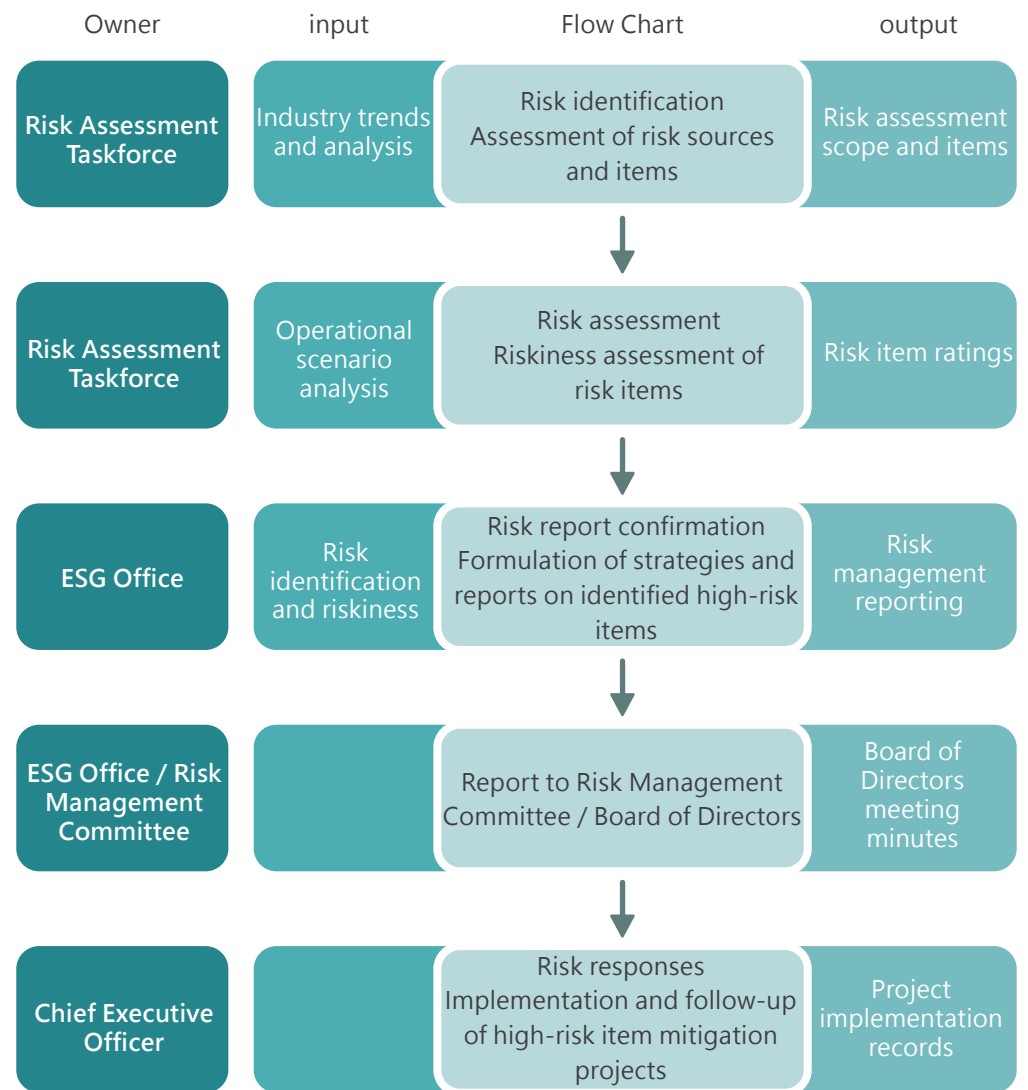 Owner
input
Flow Chart
output
Risk Assessment
Taskforce
Industry trends
and analysis
Risk identification
Assessment of risk sources
and items
Risk assessment
scope and items
Risk Assessment
Taskforce
Operational
scenario
analysis
Risk assessment
Riskiness assessment of
risk items
Risk item ratings
ESG Office
Risk
identification
and riskiness
Risk report confirmation
Formulation of strategies and
reports on identified high-risk
items
Risk
management
reporting
ESG Office / Risk
Management
Committee
Report to Risk Management
Committee / Board of Directors
Board of
Directors
meeting
minutes
Chief Executive
Officer
Risk responses
Implementation and follow-up
of high-risk item mitigation
projects
Project
implementation
records